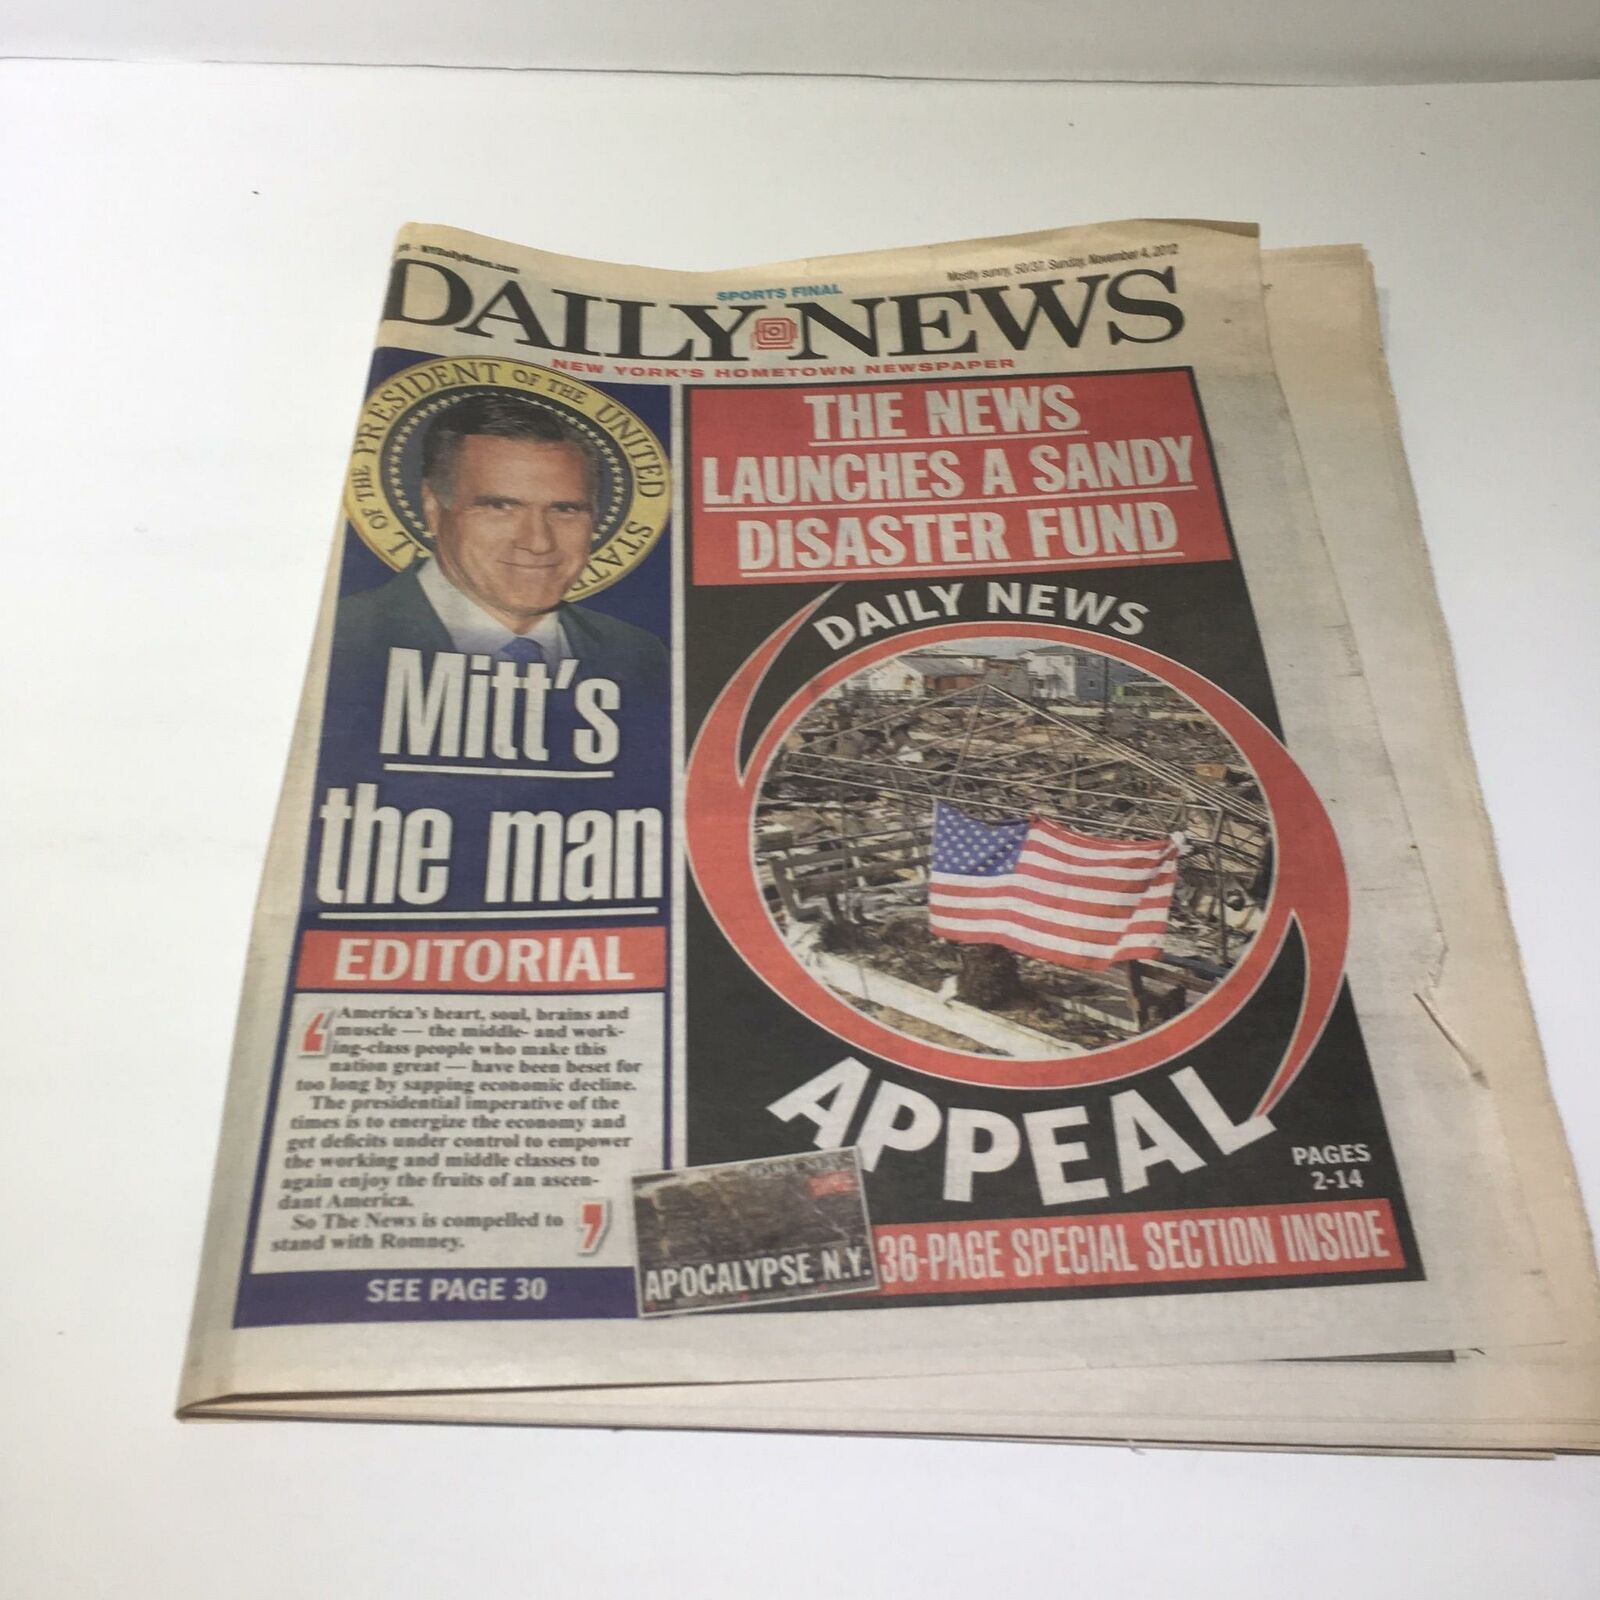 NYDailyNews.com
Mostly sunny, 50/37. Sunday, November 4, 2012
SPORTS FINAL
DAILY NEWS
NEW YORK'S HOMETOWN NEWSPAPER
OF THE PRESIDENT OF THE UNITED STATE
Mitt's
the man
EDITORIAL
‘America's heart, soul, brains and
muscle — the middle- and work-
ing-class people who make this
nation great — have been beset for
too long by sapping economic decline.
The presidential imperative of the
times is to energize the economy and
get deficits under control to empower
the working and middle classes to
again enjoy the fruits of an ascen-
dant America.
So The News is compelled to
stand with Romney.’
SEE PAGE 30
THE NEWS
LAUNCHES A SANDY
DISASTER FUND
DAILY NEWS
APPEAL
PAGES
2-14
APOCALYPSE N.Y.
36-PAGE SPECIAL SECTION INSIDE